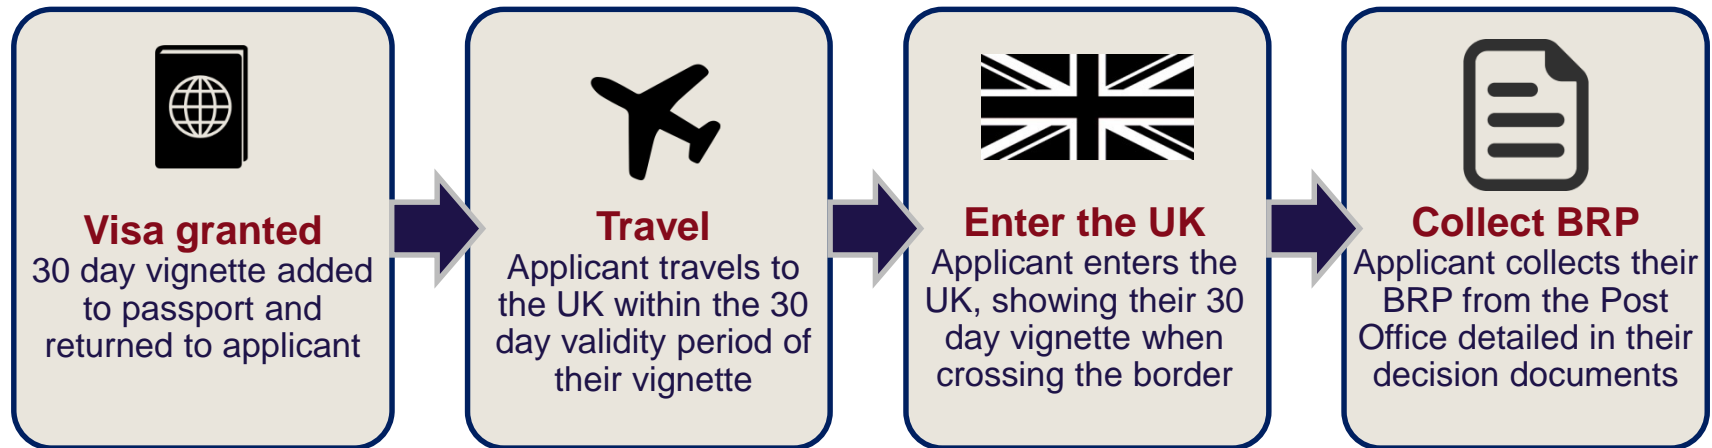 Visa granted
30 day vignette added
to passport and
returned to applicant
Travel
Applicant travels to
the UK within the 30
day validity period of
their vignette
Enter the UK
Applicant enters the
UK, showing their 30
day vignette when
crossing the border
Collect BRP
Applicant collects their
BRP from the Post
Office detailed in their
decision documents